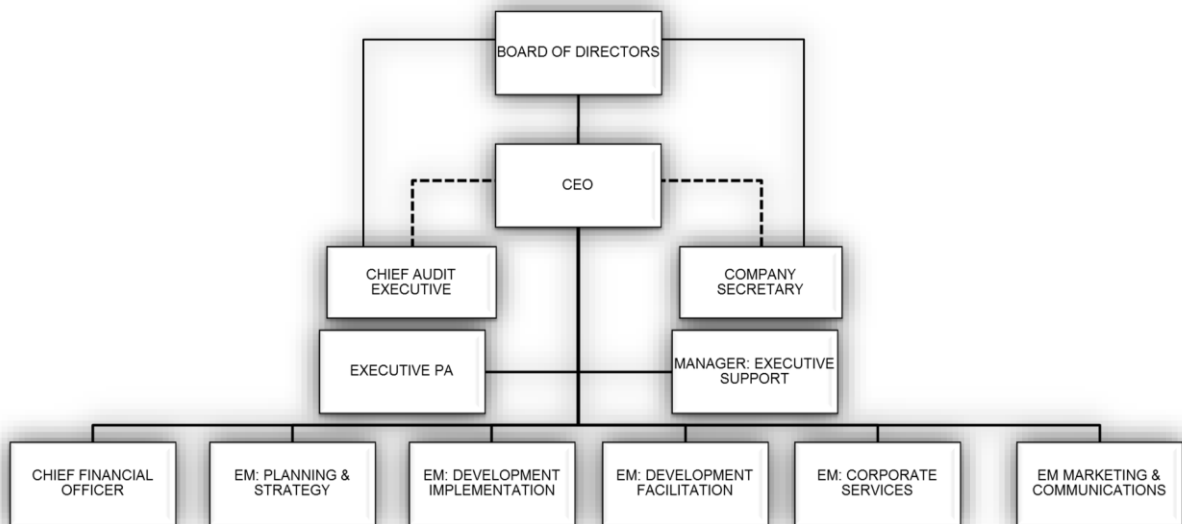 BOARD OF DIRECTORS
CEO
CHIEF AUDIT
EXECUTIVE
COMPANY
SECRETARY
EXECUTIVE PA
MANAGER: EXECUTIVE
SUPPORT
CHIEF FINANCIAL
OFFICER
EM: PLANNING &
STRATEGY
EM: DEVELOPMENT
IMPLEMENTATION
EM: DEVELOPMENT
FACILITATION
EM: CORPORATE
SERVICES
EM MARKETING &
COMMUNICATIONS